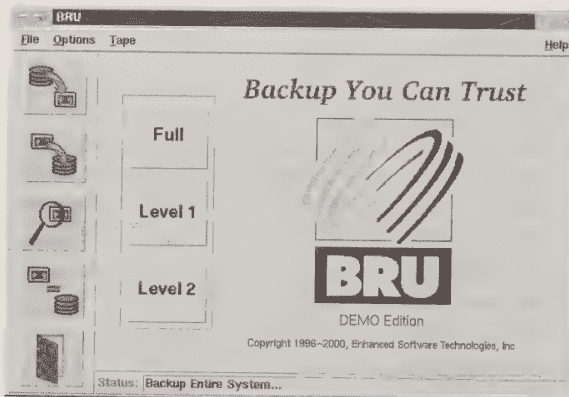 BRU
File Options Tape Help
Backup You Can Trust
Full
Level 1
Level 2
BRU
DEMO Edition
Copyright 1996-2000, Enhanced Software Technologies, Inc
Status: Backup Entire System...